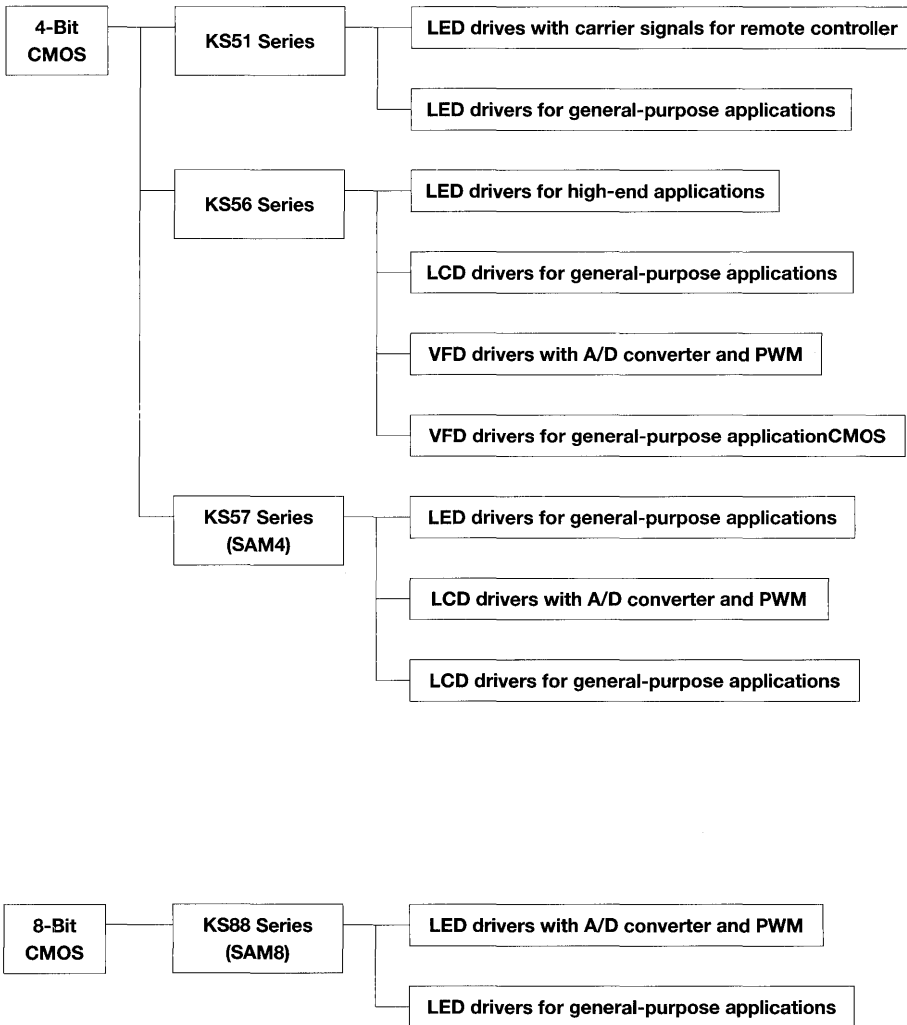 4-Bit
CMOS
KS51 Series
LED drives with carrier signals for remote controller
LED drivers for general-purpose applications
KS56 Series
LED drivers for high-end applications
LCD drivers for general-purpose applications
VFD drivers with A/D converter and PWM
VFD drivers for general-purpose applicationCMOS
KS57 Series
(SAM4)
LED drivers for general-purpose applications
LCD drivers with A/D converter and PWM
LCD drivers for general-purpose applications
8-Bit
CMOS
KS88 Series
(SAM8)
LED drivers with A/D converter and PWM
LED drivers for general-purpose applications